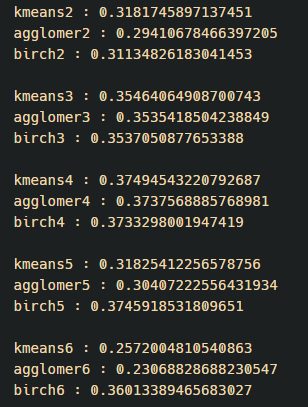 kmeans2 : 0.3181745897137451
agglomer2 : 0.29410678466397205
birch2 : 0.31134826183041453
kmeans3 : 0.35464064908700743
agglomer3 : 0.3535418504238849
birch3 : 0.3537050877653388
kmeans4 : 0.37494543220792687
agglomer4 : 0.3737568885768981
birch4 : 0.3733298001947419
kmeans5 : 0.31825412256578756
agglomer5 : 0.30407222556431934
birch5 : 0.3745918531809651
kmeans6 : 0.2572004810540863
agglomer6 : 0.23068828688230547
birch6 : 0.36013389465683027